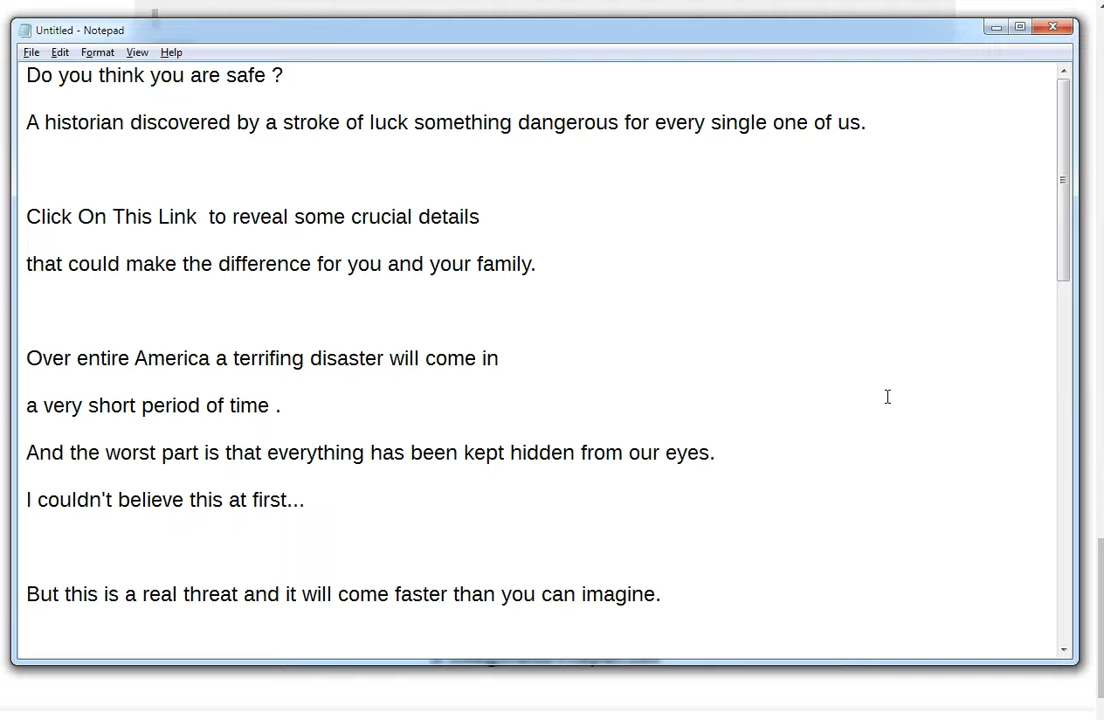 Untitled - Notepad
File Edit Format View Help
Do you think you are safe ?
A historian discovered by a stroke of luck something dangerous for every single one of us.
Click On This Link  to reveal some crucial details
that could make the difference for you and your family.
Over entire America a terrifing disaster will come in
a very short period of time .
And the worst part is that everything has been kept hidden from our eyes.
I couldn't believe this at first...
But this is a real threat and it will come faster than you can imagine.